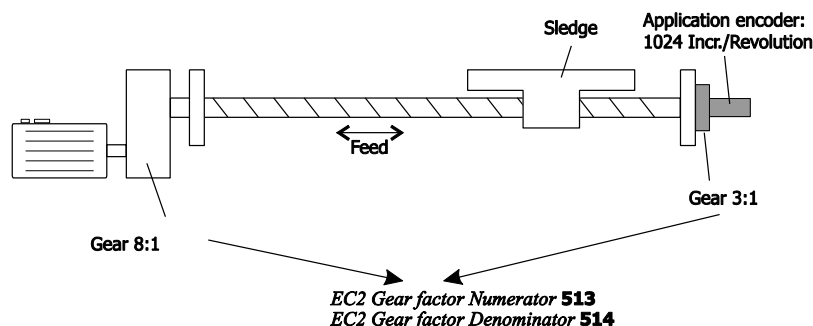 Application encoder:
1024 Incr./Revolution
Sledge
Feed
Gear 3:1
Gear 8:1
EC2 Gear factor Numerator 513
EC2 Gear factor Denominator 514